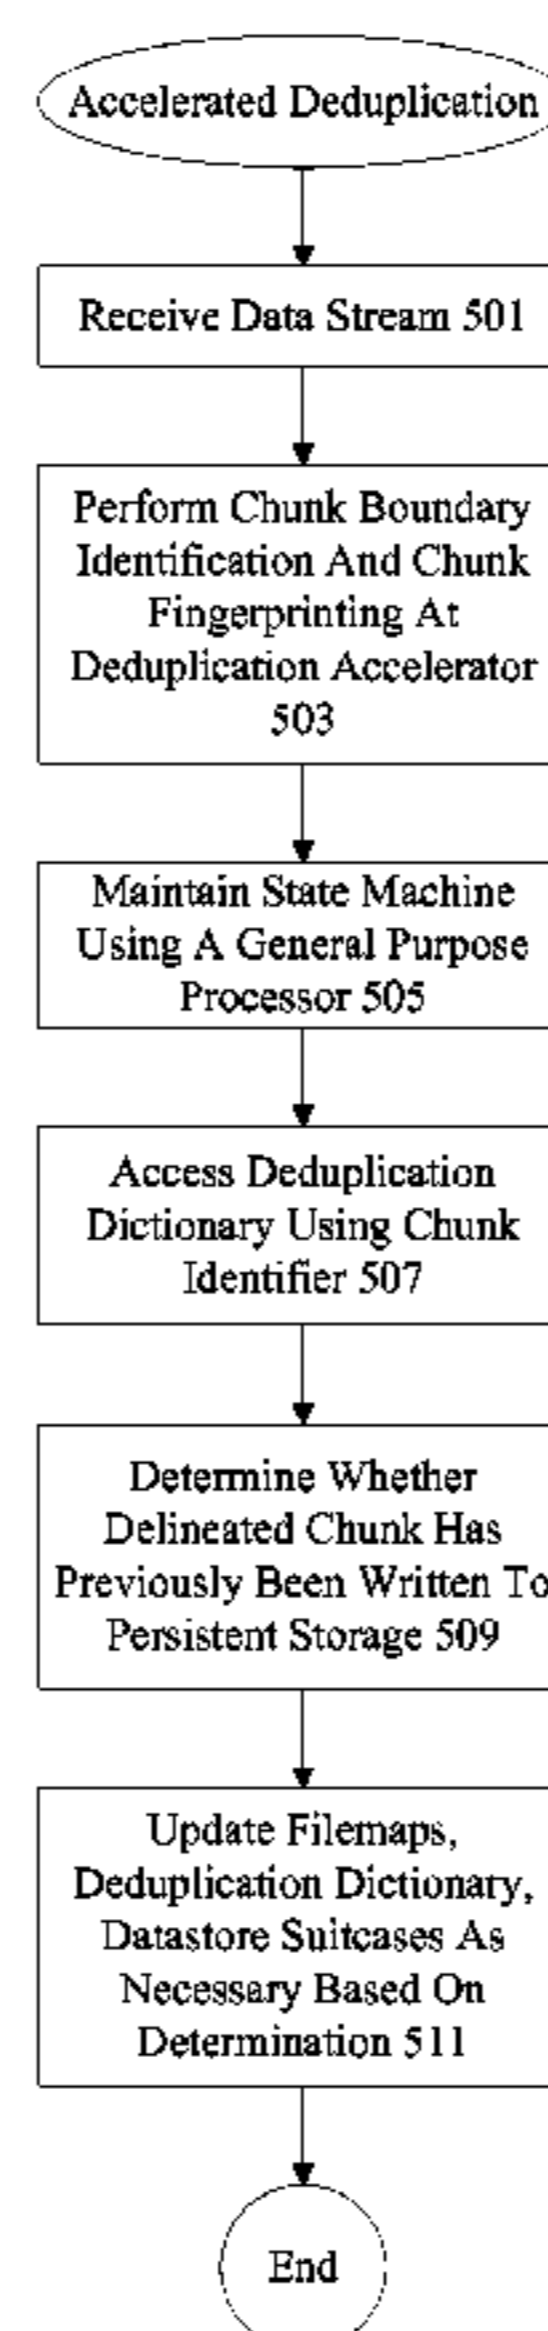 Accelerated Deduplication
Receive Data Stream 501
Perform Chunk Boundary
Identification And Chunk
Fingerprinting At
Deduplication Accelerator
503
Maintain State Machine
Using A General Purpose
Processor 505
Access Deduplication
Dictionary Using Chunk
Identifier 507
Determine Whether
Delineated Chunk Has
Previously Been Written To
Persistent Storage 509
Update Filemaps,
Deduplication Dictionary,
Datastore Suitcases As
Necessary Based On
Determination 511
End